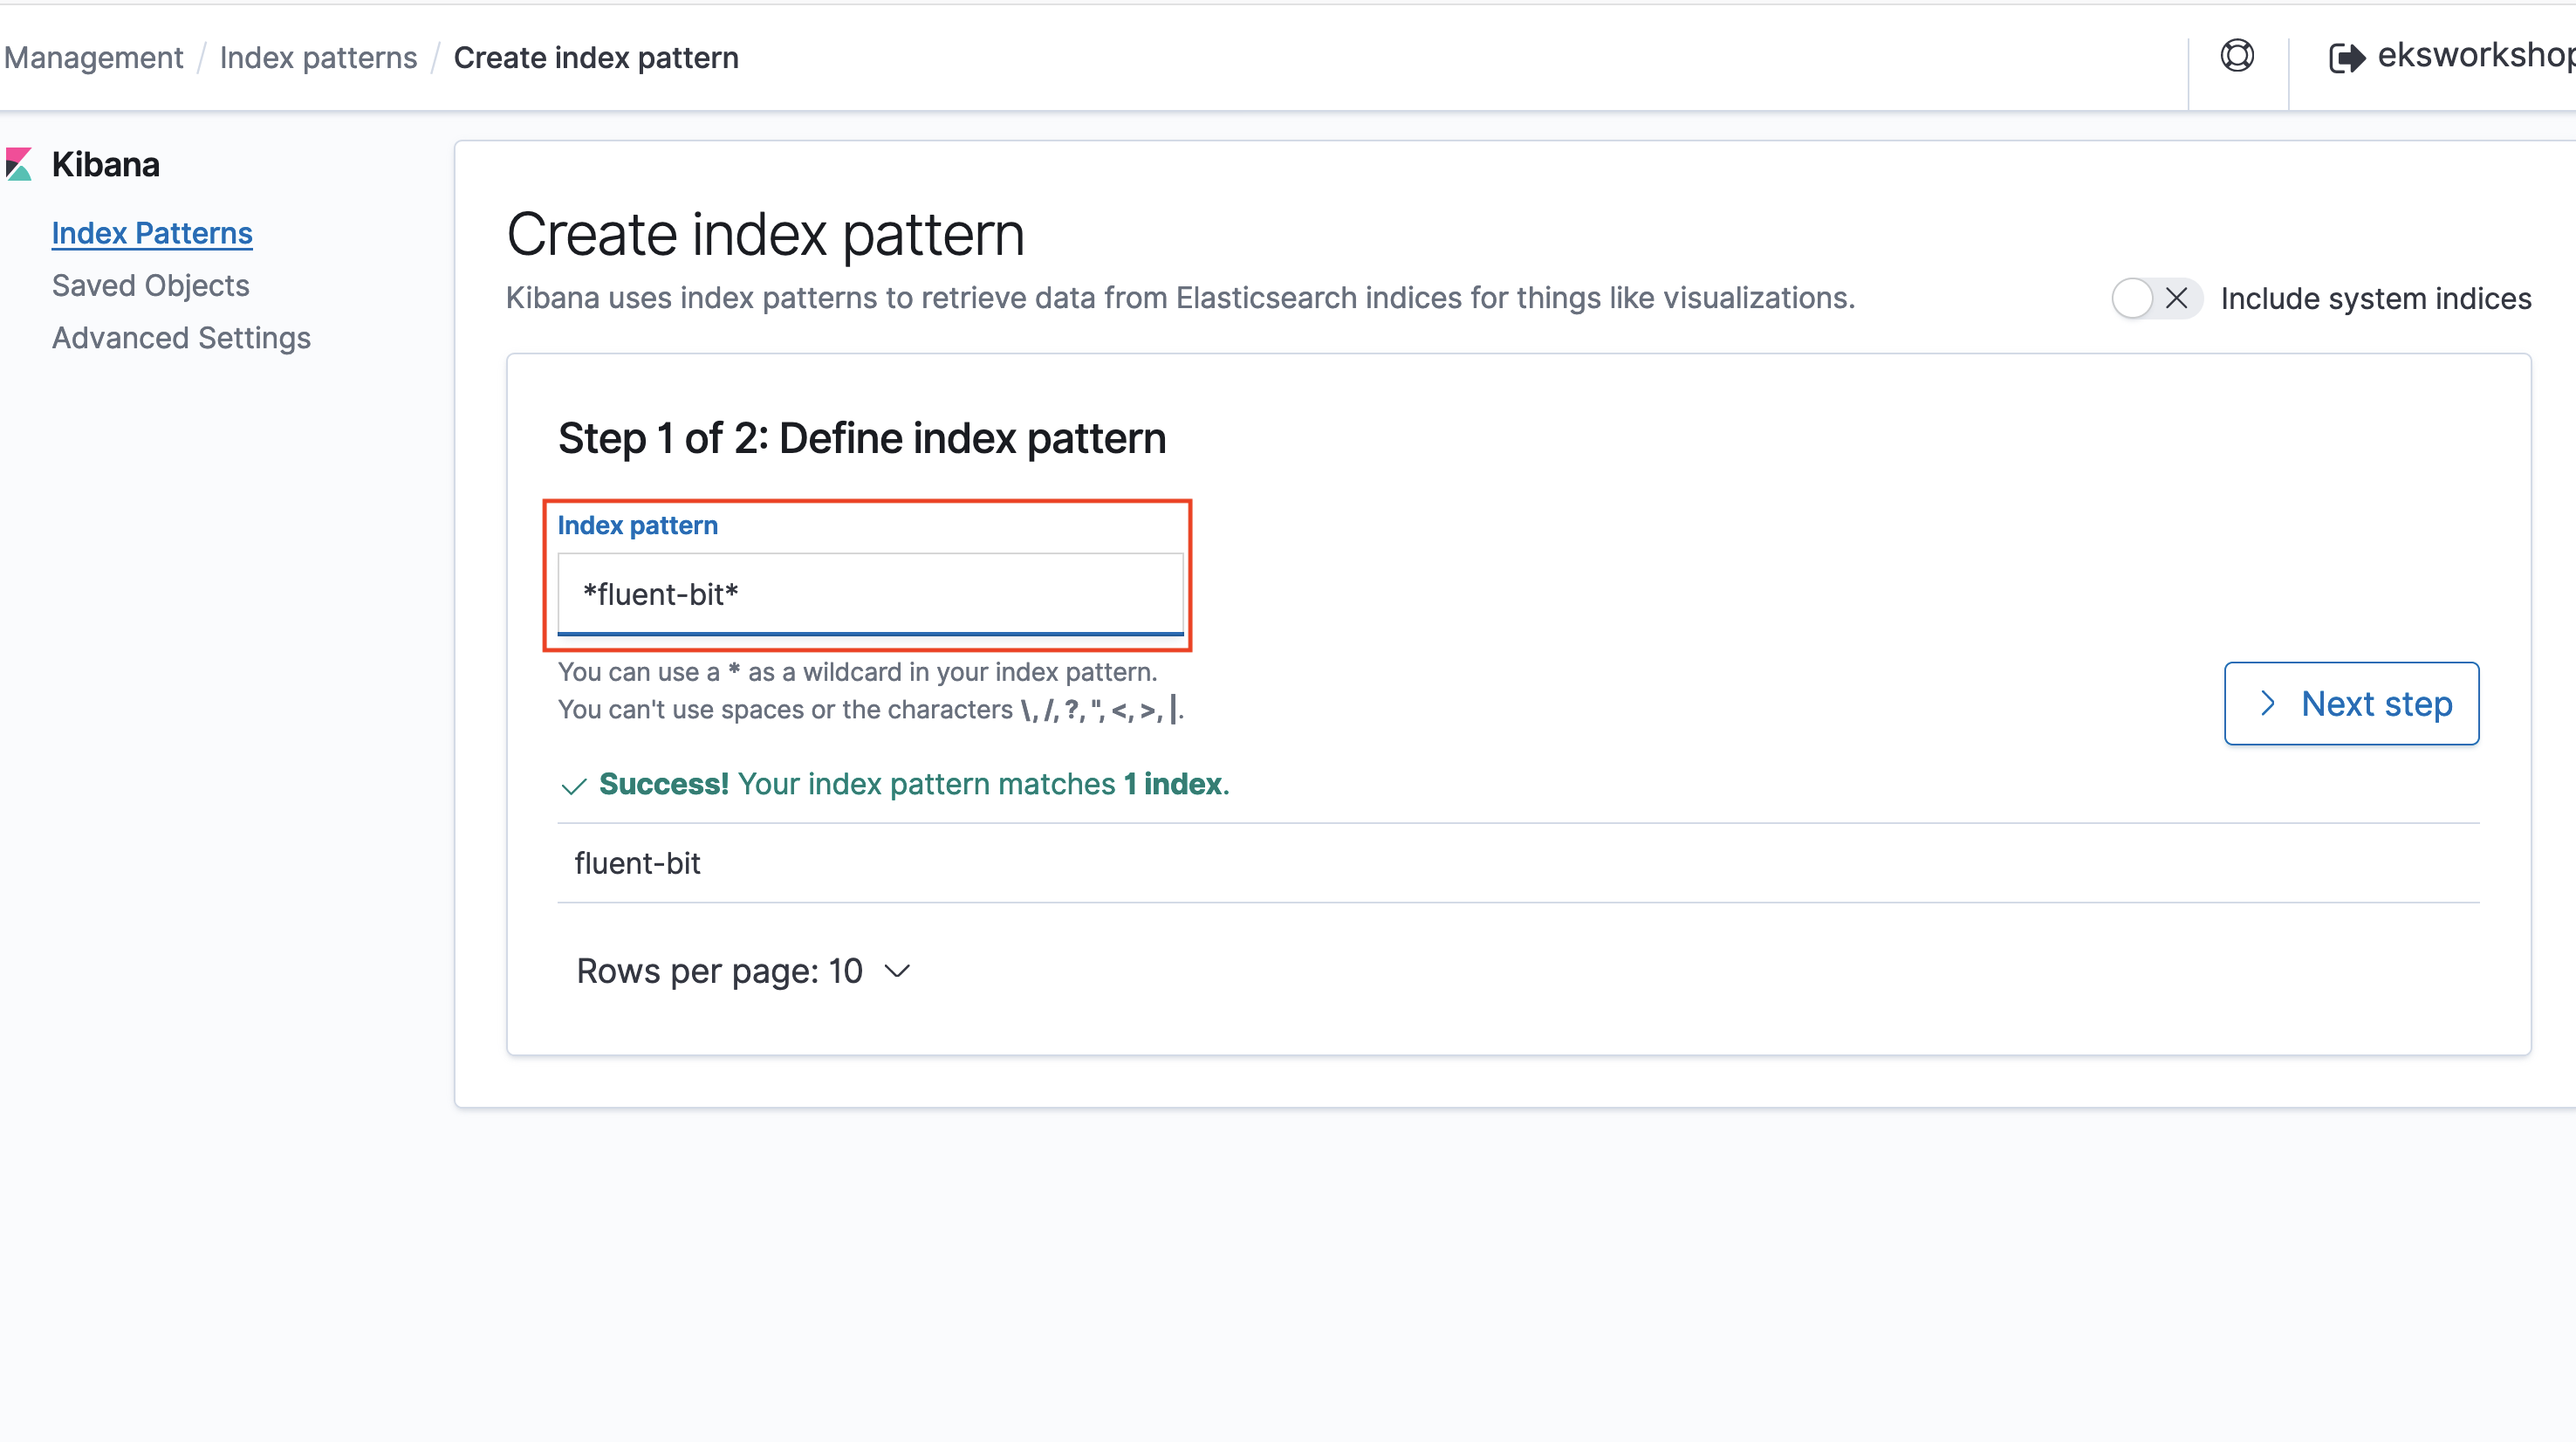 Management / Index patterns / Create index pattern
eksworkshop
Kibana
Index Patterns
Saved Objects
Advanced Settings
Create index pattern
Kibana uses index patterns to retrieve data from Elasticsearch indices for things like visualizations.
Include system indices
Step 1 of 2: Define index pattern
Index pattern
*fluent-bit*
You can use a * as a wildcard in your index pattern.
You can't use spaces or the characters \, /, ?, ", <, >, |.
Next step
Success! Your index pattern matches 1 index.
fluent-bit
Rows per page: 10